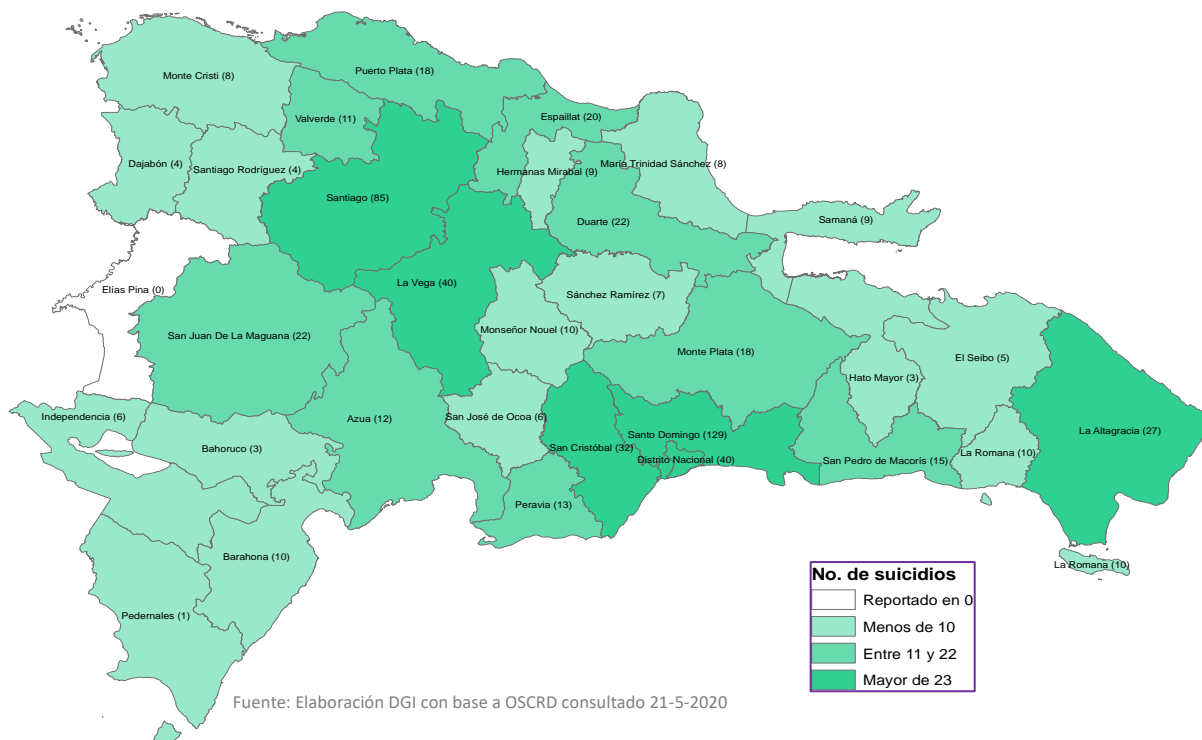 Monte Cristi (8)
Puerto Plata (18)
Valverde (11)
Espaillat (20)
Dajabón (4)
Santiago Rodríguez (4)
Hermanas Mirabal (9)
María Trinidad Sánchez (8)
Santiago (85)
Duarte (22)
Samaná (9)
Elías Pina (0)
La Vega (40)
Sánchez Ramírez (7)
San Juan De La Maguana (22)
Monseñor Nouel (10)
Monte Plata (18)
El Seibo (5)
Hato Mayor (3)
Independencia (6)
Azua (12)
San José de Ocoa (6)
Santo Domingo (129)
La Altagracia (27)
Bahoruco (3)
San Cristóbal (32)
Distrito Nacional (40)
San Pedro de Macorís (15)
La Romana (10)
Peravia (13)
Barahona (10)
La Romana (10)
Pedernales (1)
No. de suicidios
Reportado en 0
Menos de 10
Entre 11 y 22
Mayor de 23
Fuente: Elaboración DGI con base a OSCRD consultado 21-5-2020